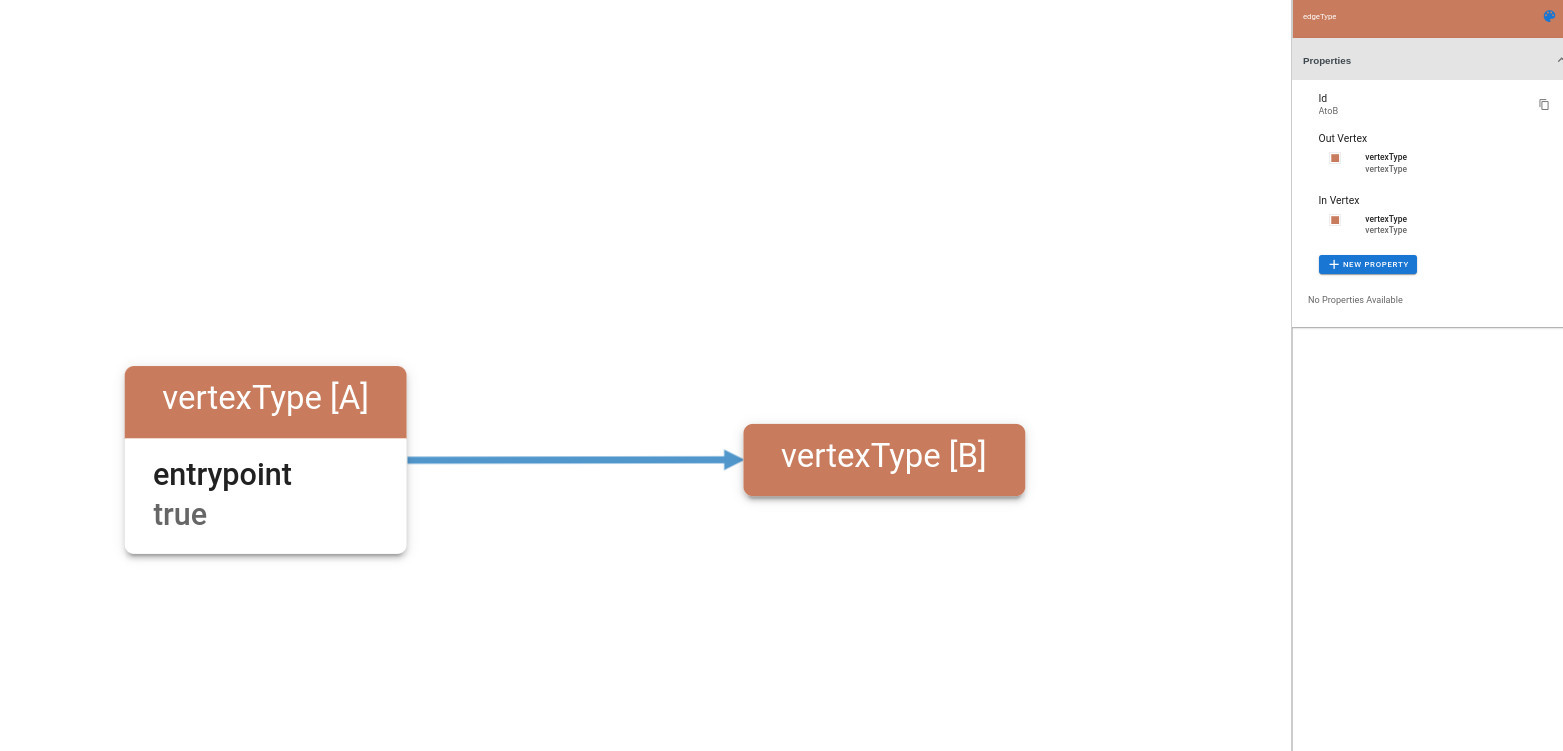 vertexType [A]
entrypoint
true
vertexType [B]
edgeType
Properties
Id
AtoB
Out Vertex
vertexType
vertexType
In Vertex
vertexType
vertexType
NEW PROPERTY
No Properties Available